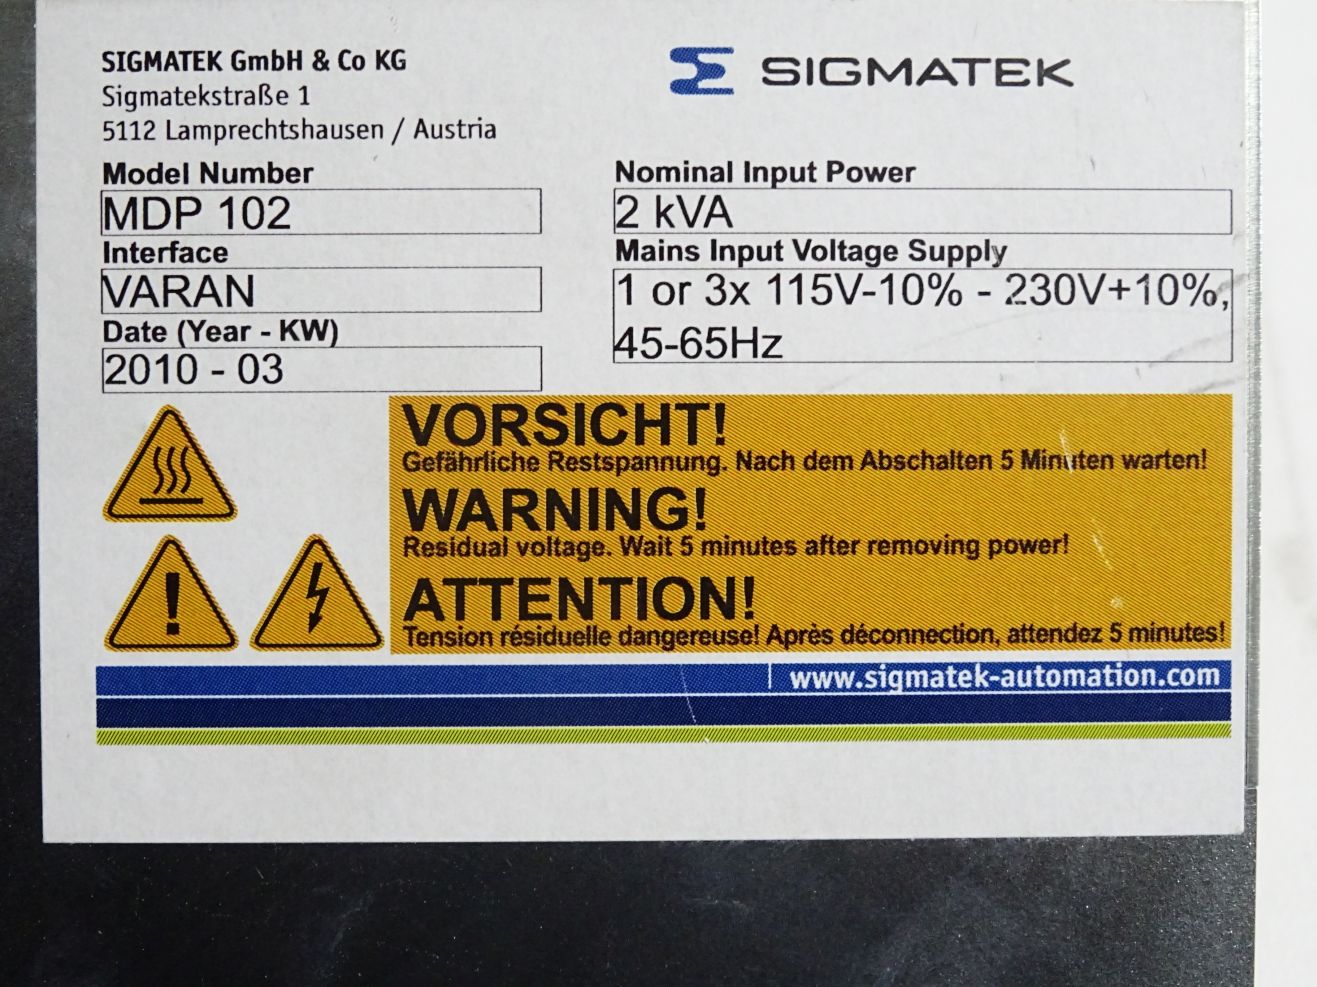 SIGMATEK GmbH & Co KG
Sigmatekstraße 1
5112 Lamprechtshausen / Austria
SIGMATEK
Model Number
MDP 102
Interface
VARAN
Date (Year - KW)
2010 - 03
Nominal Input Power
2 kVA
Mains Input Voltage Supply
1 or 3x 115V-10% - 230V+10%,
45-65Hz
VORSICHT!
Gefährliche Restspannung. Nach dem Abschalten 5 Minuten warten!
WARNING!
Residual voltage. Wait 5 minutes after removing power!
ATTENTION!
Tension résiduelle dangereuse! Après déconnection, attendez 5 minutes!
www.sigmatek-automation.com